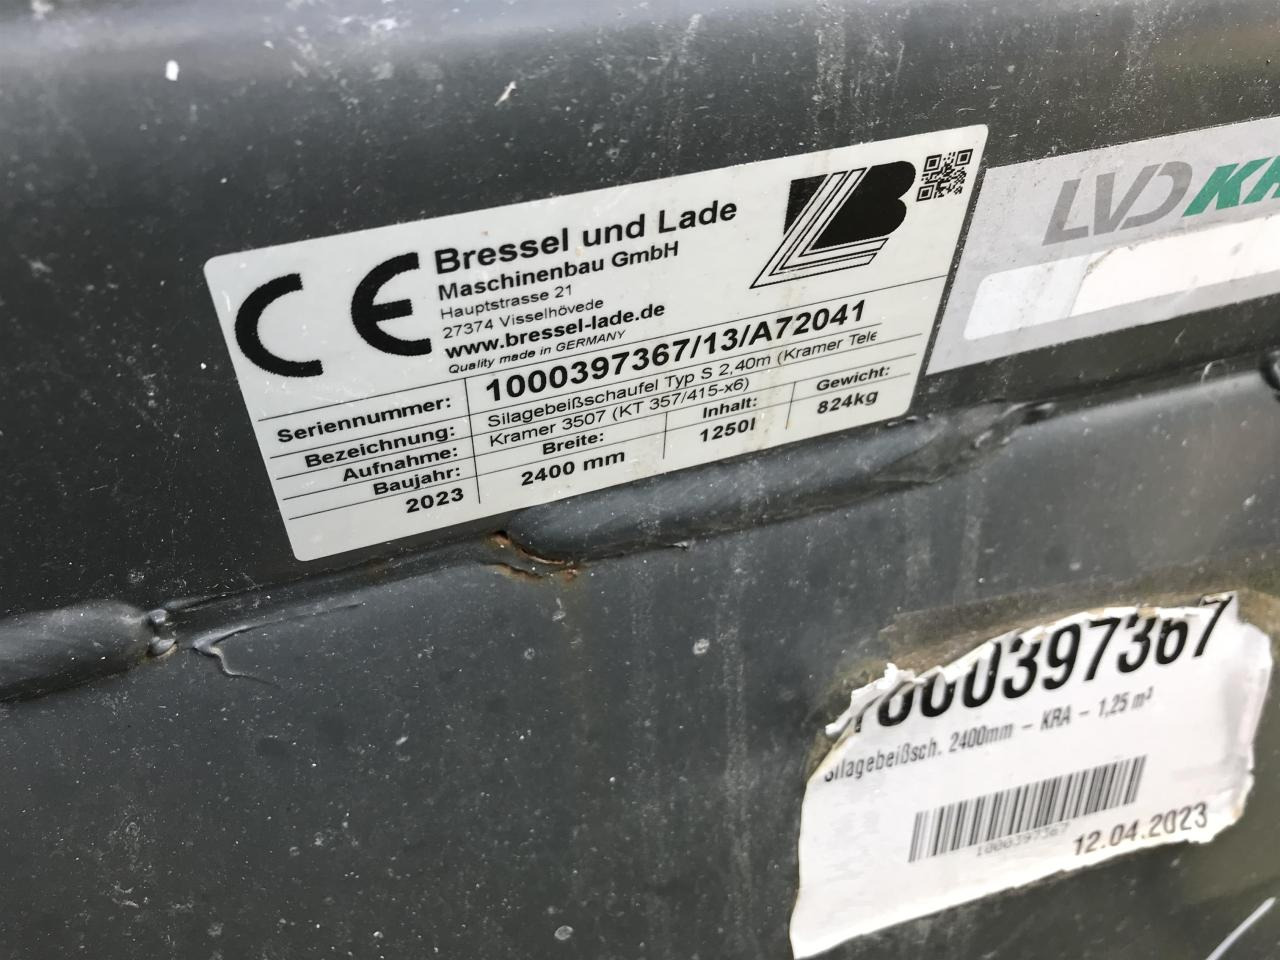 CE
Bressel und Lade
Maschinenbau GmbH
Hauptstrasse 21
27374 Visselhövede
www.bressel-lade.de
Quality made in GERMANY
Seriennummer: 1000397367/13/A72041
Bezeichnung: Silagebeißschaufel Typ S 2,40m (Kramer Tele
Aufnahme: Kramer 3507 (KT 357/415-x6)
Baujahr: Breite: Inhalt: Gewicht:
2023 2400 mm 1250l 824kg
LVD
1000397367
Silagebeißsch. 2400mm – KRA – 1,25 m³
1000397367
12.04.2023